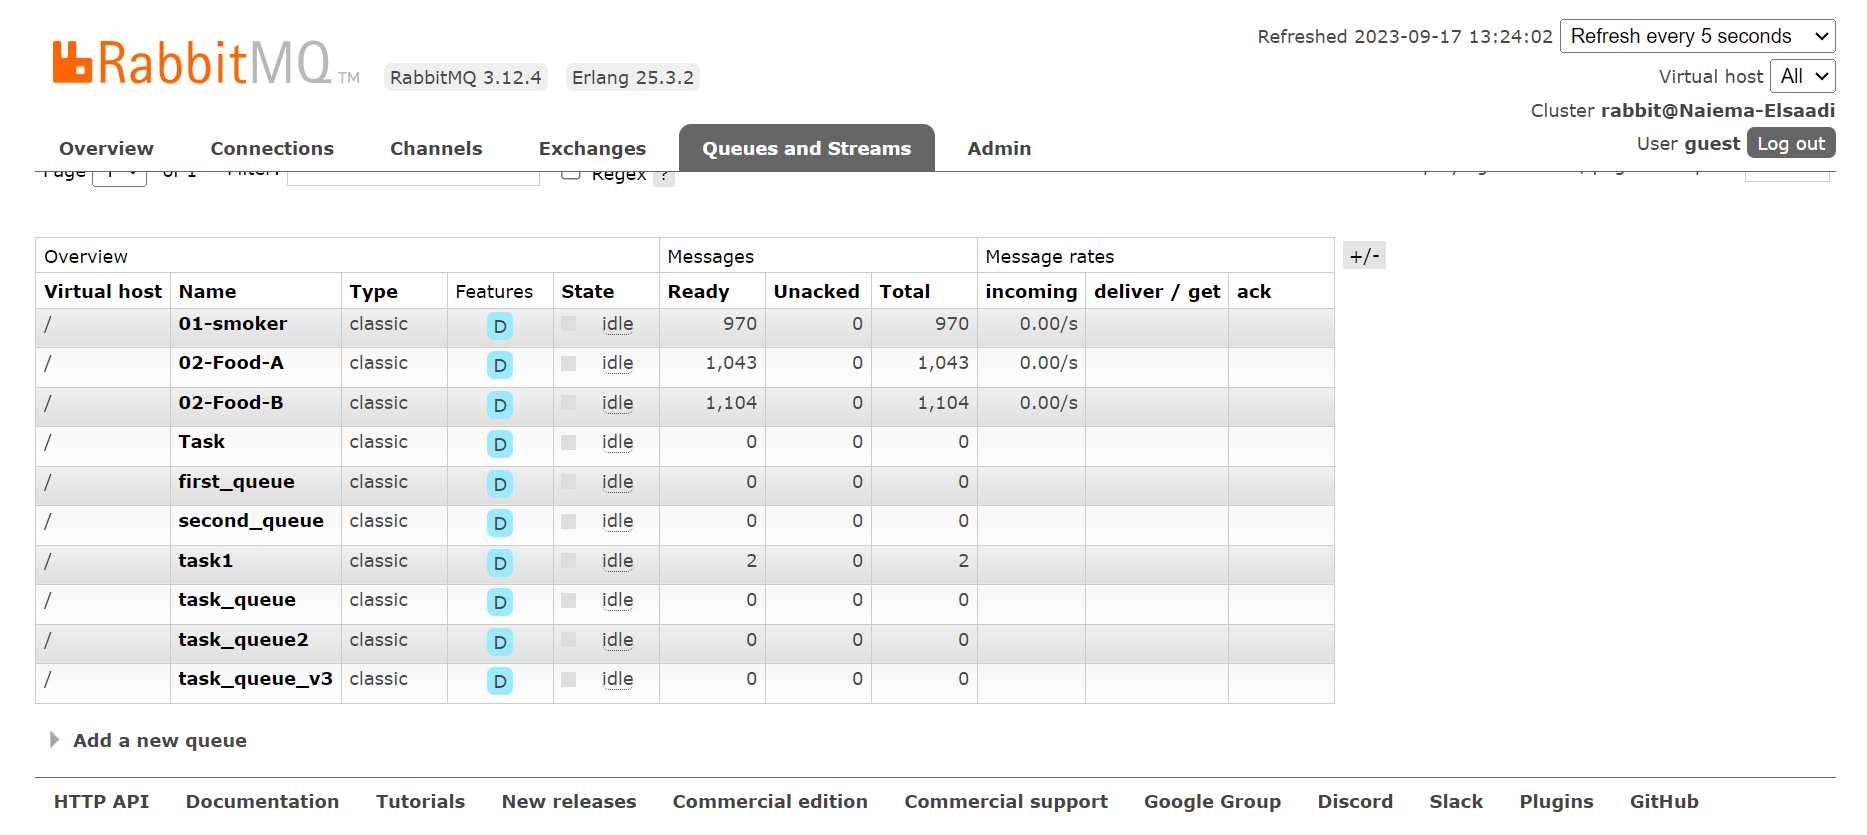 Refreshed 2023-09-17 13:24:02 Refresh every 5 seconds
RabbitMQ TM RabbitMQ 3.12.4 Erlang 25.3.2
Virtual host All
Cluster rabbit@Naiema-Elsaadi
User guest Log out
Overview Connections Channels Exchanges Queues and Streams Admin
Page 1 of 1 Filter: Regex ?
Overview Messages Message rates +/-
Virtual host Name Type Features State Ready Unacked Total incoming deliver / get ack
/ 01-smoker classic D idle 970 0 970 0.00/s
/ 02-Food-A classic D idle 1,043 0 1,043 0.00/s
/ 02-Food-B classic D idle 1,104 0 1,104 0.00/s
/ Task classic D idle 0 0 0
/ first_queue classic D idle 0 0 0
/ second_queue classic D idle 0 0 0
/ task1 classic D idle 2 0 2
/ task_queue classic D idle 0 0 0
/ task_queue2 classic D idle 0 0 0
/ task_queue_v3 classic D idle 0 0 0
Add a new queue
HTTP API Documentation Tutorials New releases Commercial edition Commercial support Google Group Discord Slack Plugins GitHub